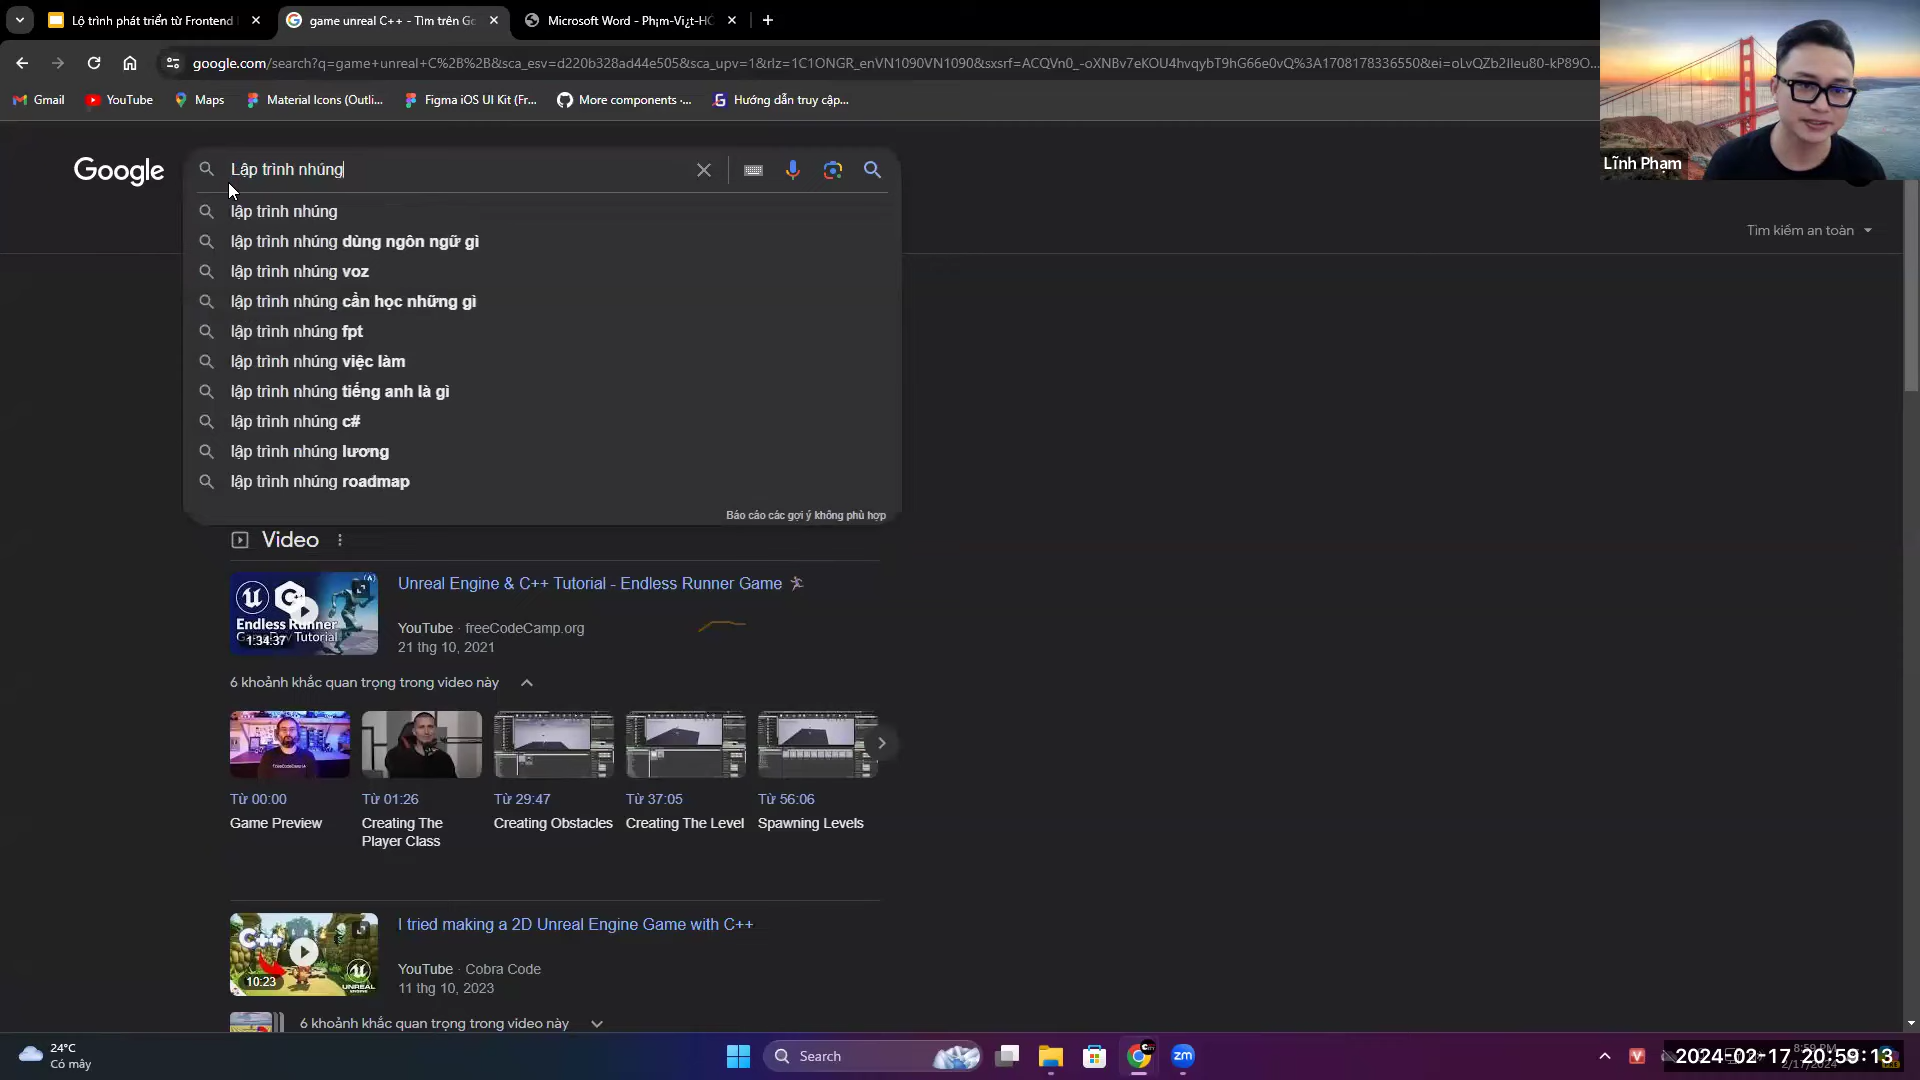 Lộ trình phát triển từ Frontend
game unreal C++ - Tìm trên Go
Microsoft Word - Ph¡m-Vi¿t-HÓ
google.com/search?q=game+unreal+C%2B%2B&sca_esv=d220b328ad44e505&sca_upv=1&rlz=1C1ONGR_enVN1090VN1090&sxsrf=ACQVn0_-oXNBv7eKOU4hvqybT9hG66e0vQ%3A1708178336550&ei=oLvQZb2lIeu80-kP89O...
Gmail
YouTube
Maps
Material Icons (Outli...
Figma iOS UI Kit (Fr...
More components ·...
Hướng dẫn truy cập...
Lĩnh Phạm
Google
Lập trình nhúng
lập trình nhúng
lập trình nhúng dùng ngôn ngữ gì
lập trình nhúng voz
lập trình nhúng cần học những gì
lập trình nhúng fpt
lập trình nhúng việc làm
lập trình nhúng tiếng anh là gì
lập trình nhúng c#
lập trình nhúng lương
lập trình nhúng roadmap
Báo cáo các gợi ý không phù hợp
Tìm kiếm an toàn
Video
Unreal Engine & C++ Tutorial - Endless Runner Game
YouTube · freeCodeCamp.org
21 thg 10, 2021
Endless Runner
GameDev Tutorial
1:34:37
6 khoảnh khắc quan trọng trong video này
Từ 00:00
Game Preview
Từ 01:26
Creating The
Player Class
Từ 29:47
Creating Obstacles
Từ 37:05
Creating The Level
Từ 56:06
Spawning Levels
I tried making a 2D Unreal Engine Game with C++
YouTube · Cobra Code
11 thg 10, 2023
C++
10:23
UNREAL
6 khoảnh khắc quan trọng trong video này
24°C
Có mây
Search
zm
V
2024-02-17 20:59:13